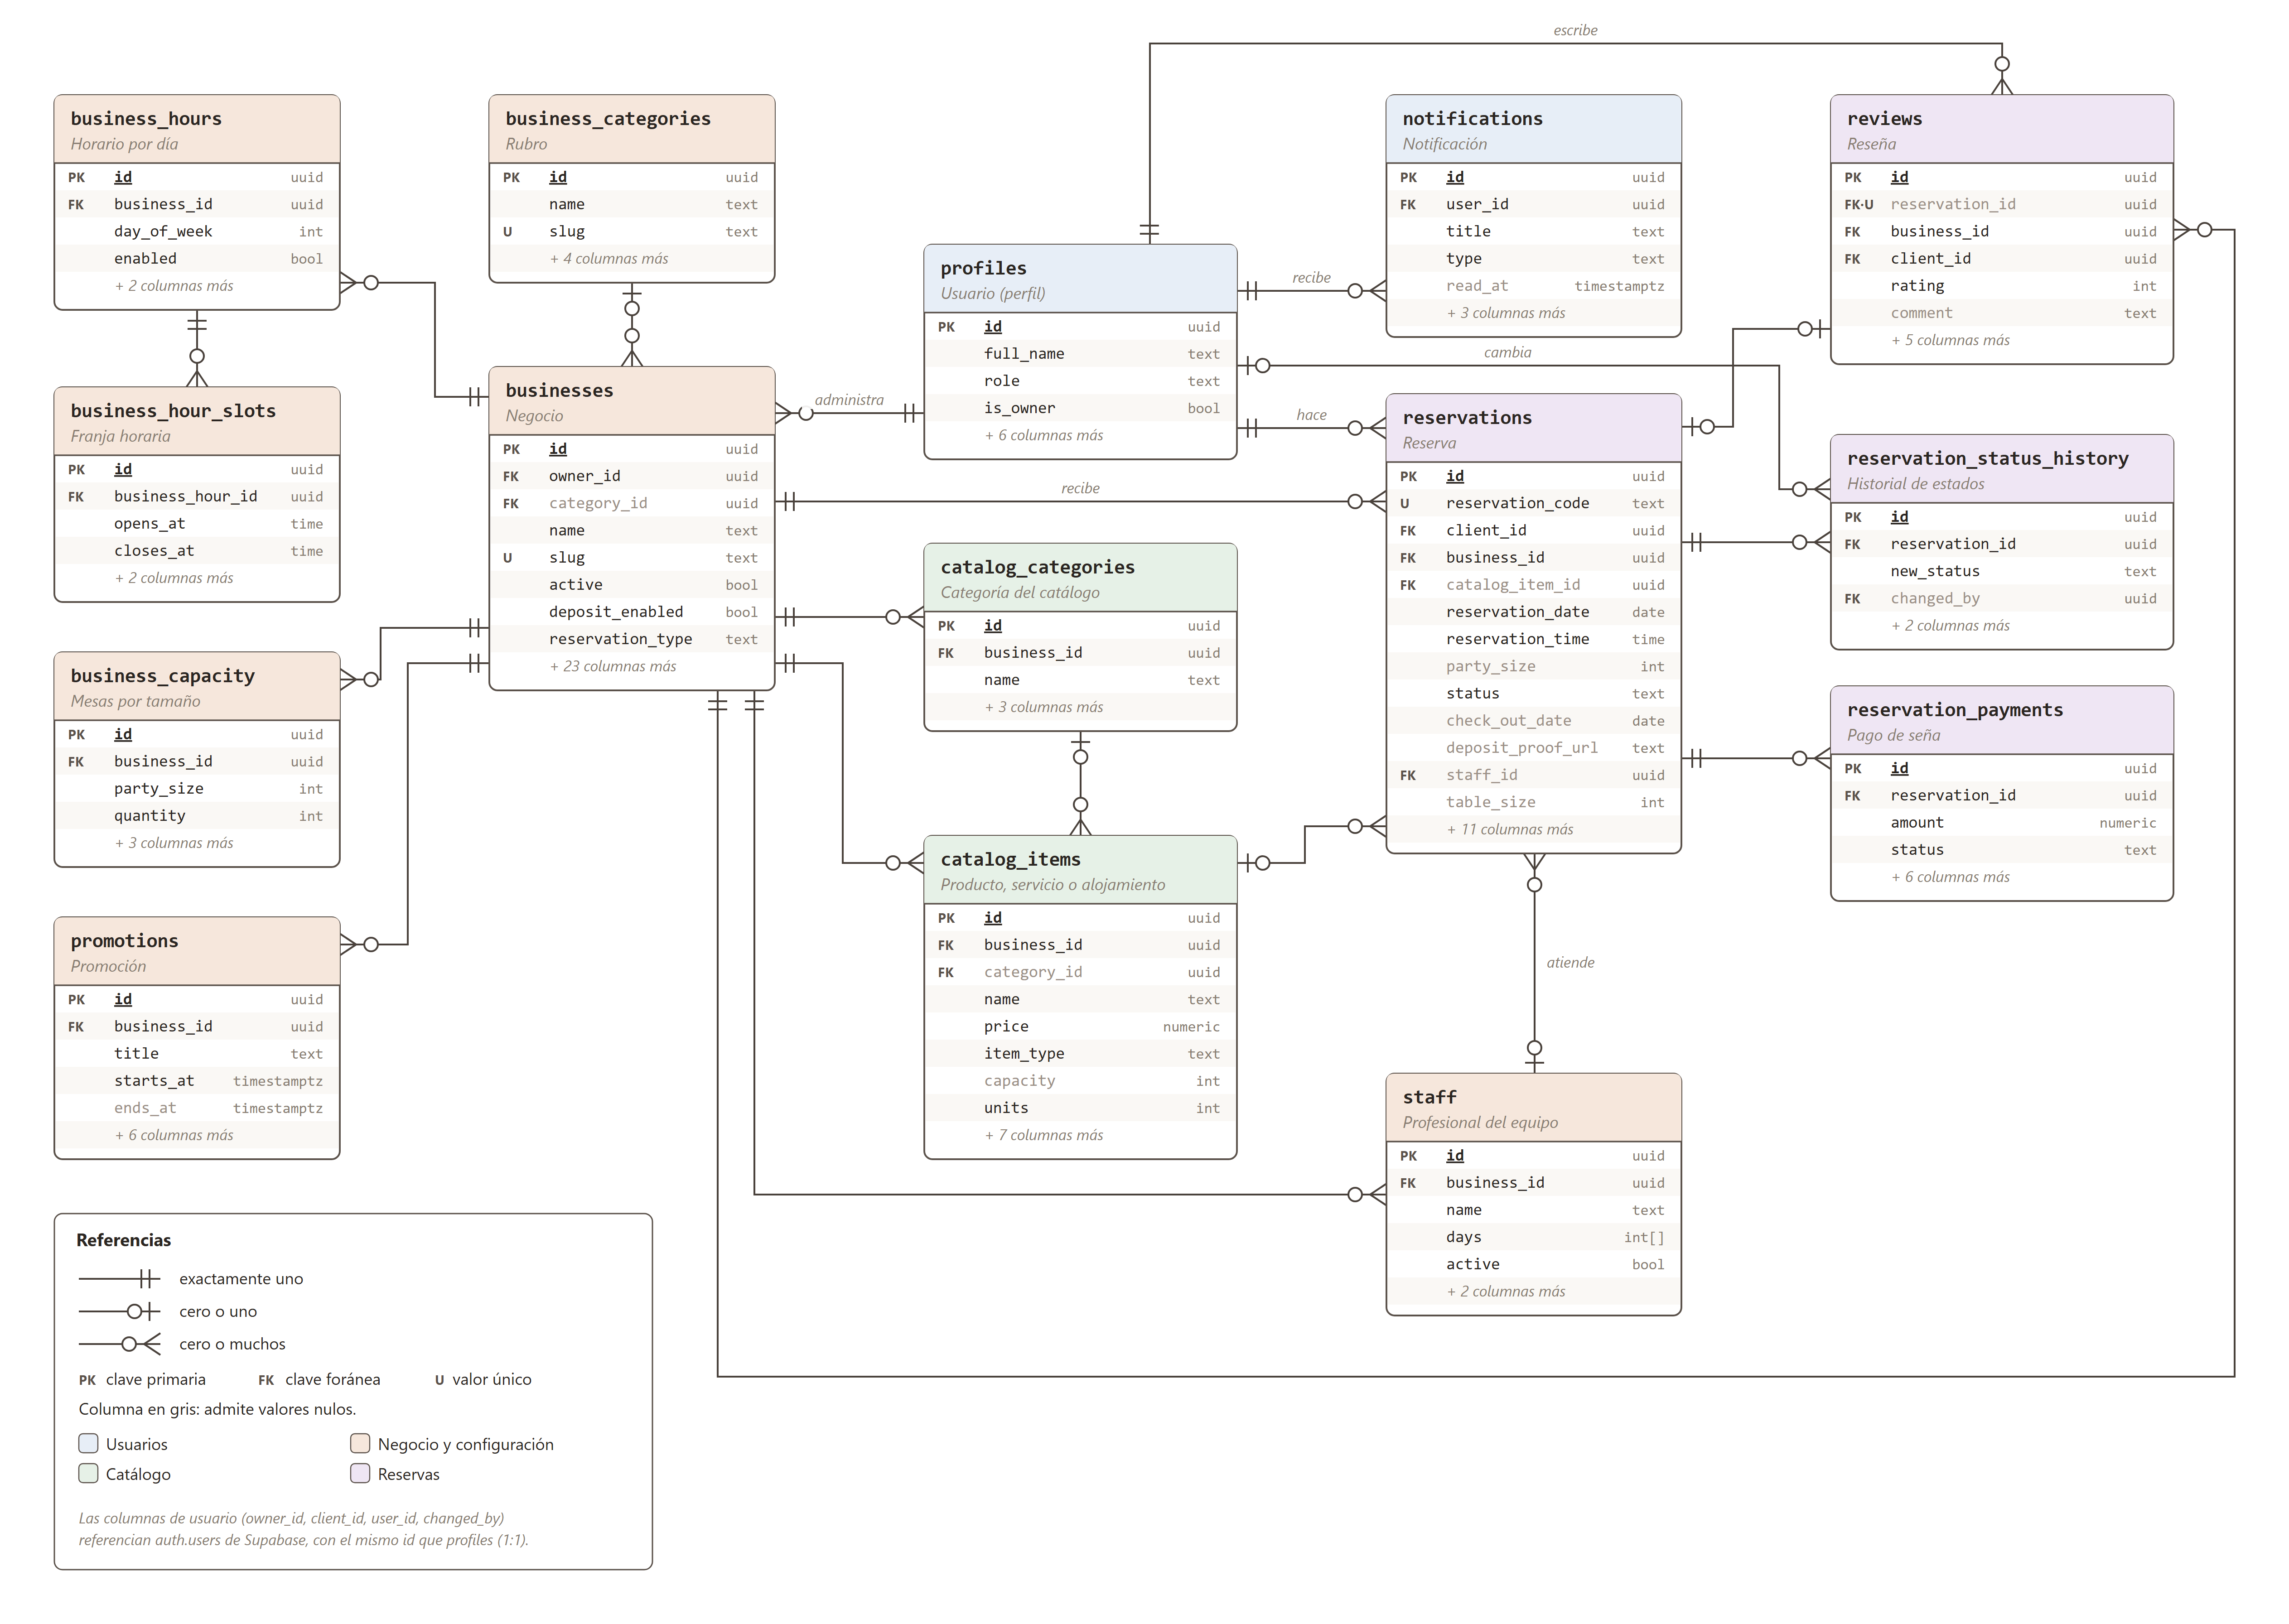 escribe
business_hours
Horario por día
PK id uuid
FK business_id uuid
day_of_week int
enabled bool
+ 2 columnas más
business_categories
Rubro
PK id uuid
name text
U slug text
+ 4 columnas más
notifications
Notificación
PK id uuid
FK user_id uuid
title text
type text
read_at timestamptz
+ 3 columnas más
reviews
Reseña
PK id uuid
FK·U reservation_id uuid
FK business_id uuid
FK client_id uuid
rating int
comment text
+ 5 columnas más
profiles
Usuario (perfil)
PK id uuid
full_name text
role text
is_owner bool
+ 6 columnas más
recibe
cambia
hace
administra
recibe
business_hour_slots
Franja horaria
PK id uuid
FK business_hour_id uuid
opens_at time
closes_at time
+ 2 columnas más
businesses
Negocio
PK id uuid
FK owner_id uuid
FK category_id uuid
name text
U slug text
active bool
deposit_enabled bool
reservation_type text
+ 23 columnas más
reservations
Reserva
PK id uuid
U reservation_code text
FK client_id uuid
FK business_id uuid
FK catalog_item_id uuid
reservation_date date
reservation_time time
party_size int
status text
check_out_date date
deposit_proof_url text
FK staff_id uuid
table_size int
+ 11 columnas más
reservation_status_history
Historial de estados
PK id uuid
FK reservation_id uuid
new_status text
FK changed_by uuid
+ 2 columnas más
catalog_categories
Categoría del catálogo
PK id uuid
FK business_id uuid
name text
+ 3 columnas más
business_capacity
Mesas por tamaño
PK id uuid
FK business_id uuid
party_size int
quantity int
+ 3 columnas más
reservation_payments
Pago de seña
PK id uuid
FK reservation_id uuid
amount numeric
status text
+ 6 columnas más
catalog_items
Producto, servicio o alojamiento
PK id uuid
FK business_id uuid
FK category_id uuid
name text
price numeric
item_type text
capacity int
units int
+ 7 columnas más
promotions
Promoción
PK id uuid
FK business_id uuid
title text
starts_at timestamptz
ends_at timestamptz
+ 6 columnas más
atiende
staff
Profesional del equipo
PK id uuid
FK business_id uuid
name text
days int[]
active bool
+ 2 columnas más
Referencias
exactamente uno
cero o uno
cero o muchos
PK clave primaria FK clave foránea U valor único
Columna en gris: admite valores nulos.
Usuarios Negocio y configuración
Catálogo Reservas
Las columnas de usuario (owner_id, client_id, user_id, changed_by)
referencian auth.users de Supabase, con el mismo id que profiles (1:1).